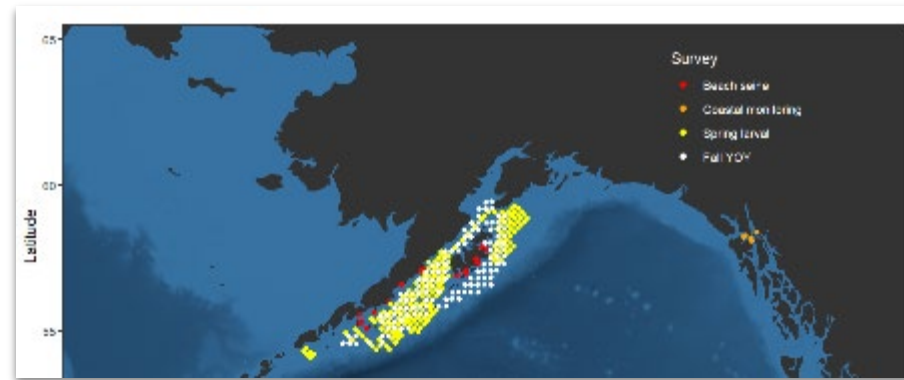 65
Survey
Beach seine
Coastal monitoring
Spring larval
Fall YOY
60
Latitude
55